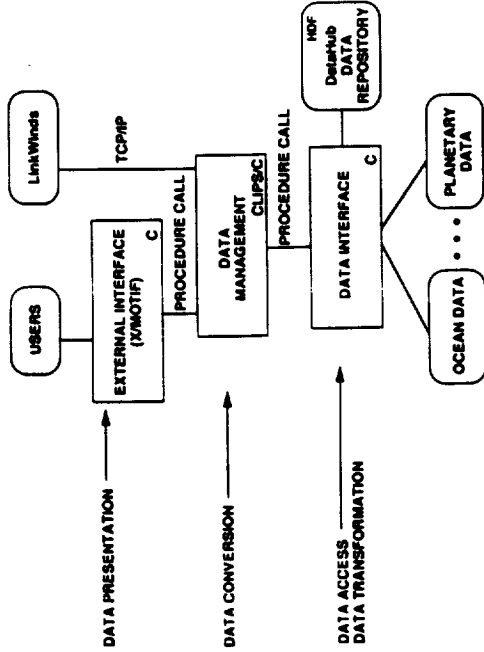 USERS
LinkWinds
DATA PRESENTATION
EXTERNAL INTERFACE
(X/MOTIF)
C
TCP/IP
PROCEDURE CALL
DATA CONVERSION
DATA
MANAGEMENT
CLIPS/C
PROCEDURE CALL
DATA ACCESS
DATA TRANSFORMATION
DATA INTERFACE
C
HDF
DataHub
DATA
REPOSITORY
OCEAN DATA
PLANETARY
DATA